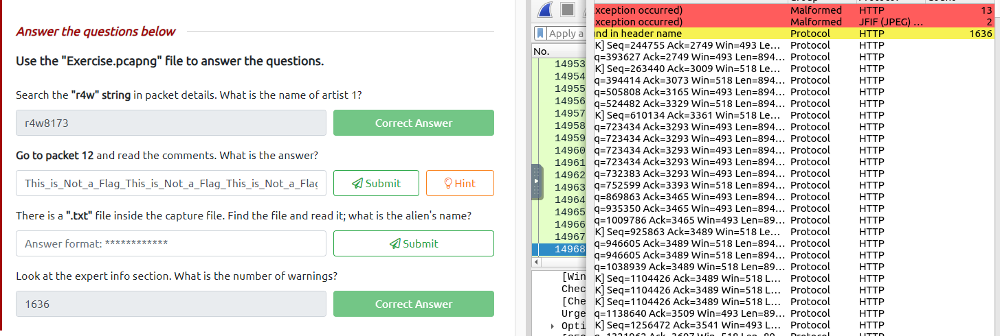 Answer the questions below
Use the "Exercise.pcapng" file to answer the questions.
Search the "r4w" string in packet details. What is the name of artist 1?
r4w8173
Correct Answer
Go to packet 12 and read the comments. What is the answer?
This_is_Not_a_Flag_This_is_Not_a_Flag_This_is_Not_a_Flag
Submit
Hint
There is a ".txt" file inside the capture file. Find the file and read it; what is the alien's name?
Answer format: ************
Submit
Look at the expert info section. What is the number of warnings?
1636
Correct Answer
Apply a
No.
14953
14954
14955
14956
14957
14958
14959
14960
14961
14962
14963
14964
14965
14966
14967
14968
[Win
Chec
[Che
Urge
Opti
xception occurred) Malformed HTTP 13
xception occurred) Malformed JFIF (JPEG) … 2
nd in header name Protocol HTTP 1636
K] Seq=244755 Ack=2749 Win=493 Le… Protocol HTTP
q=393627 Ack=2749 Win=493 Len=894… Protocol HTTP
K] Seq=263440 Ack=3009 Win=518 Le… Protocol HTTP
q=394414 Ack=3073 Win=518 Len=894… Protocol HTTP
q=505808 Ack=3165 Win=493 Len=894… Protocol HTTP
q=524482 Ack=3329 Win=518 Len=894… Protocol HTTP
K] Seq=610134 Ack=3361 Win=518 Le… Protocol HTTP
q=723434 Ack=3293 Win=493 Len=894… Protocol HTTP
q=723434 Ack=3293 Win=493 Len=894… Protocol HTTP
q=723434 Ack=3293 Win=493 Len=894… Protocol HTTP
q=723434 Ack=3293 Win=493 Len=894… Protocol HTTP
q=732383 Ack=3293 Win=493 Len=894… Protocol HTTP
q=752599 Ack=3393 Win=518 Len=894… Protocol HTTP
q=869863 Ack=3465 Win=493 Len=894… Protocol HTTP
q=935350 Ack=3465 Win=493 Len=894… Protocol HTTP
q=1009786 Ack=3465 Win=493 Len=89… Protocol HTTP
K] Seq=925863 Ack=3489 Win=518 Le… Protocol HTTP
q=946605 Ack=3489 Win=518 Len=894… Protocol HTTP
q=946605 Ack=3489 Win=518 Len=894… Protocol HTTP
q=1038939 Ack=3489 Win=518 Len=89… Protocol HTTP
K] Seq=1104426 Ack=3489 Win=518 L… Protocol HTTP
K] Seq=1104426 Ack=3489 Win=518 L… Protocol HTTP
K] Seq=1104426 Ack=3489 Win=518 L… Protocol HTTP
q=1138640 Ack=3509 Win=493 Len=89… Protocol HTTP
K] Seq=1256472 Ack=3541 Win=493 L… Protocol HTTP